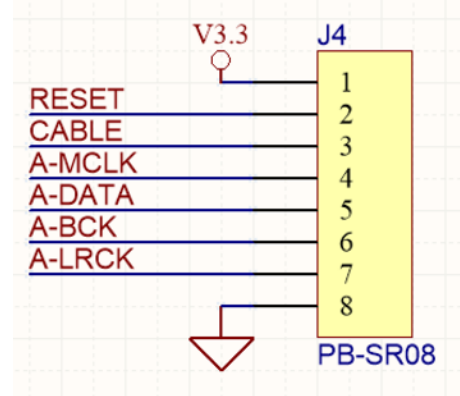 V3.3
J4
1
RESET
2
CABLE
3
A-MCLK
4
A-DATA
5
A-BCK
6
A-LRCK
7
8
PB-SR08